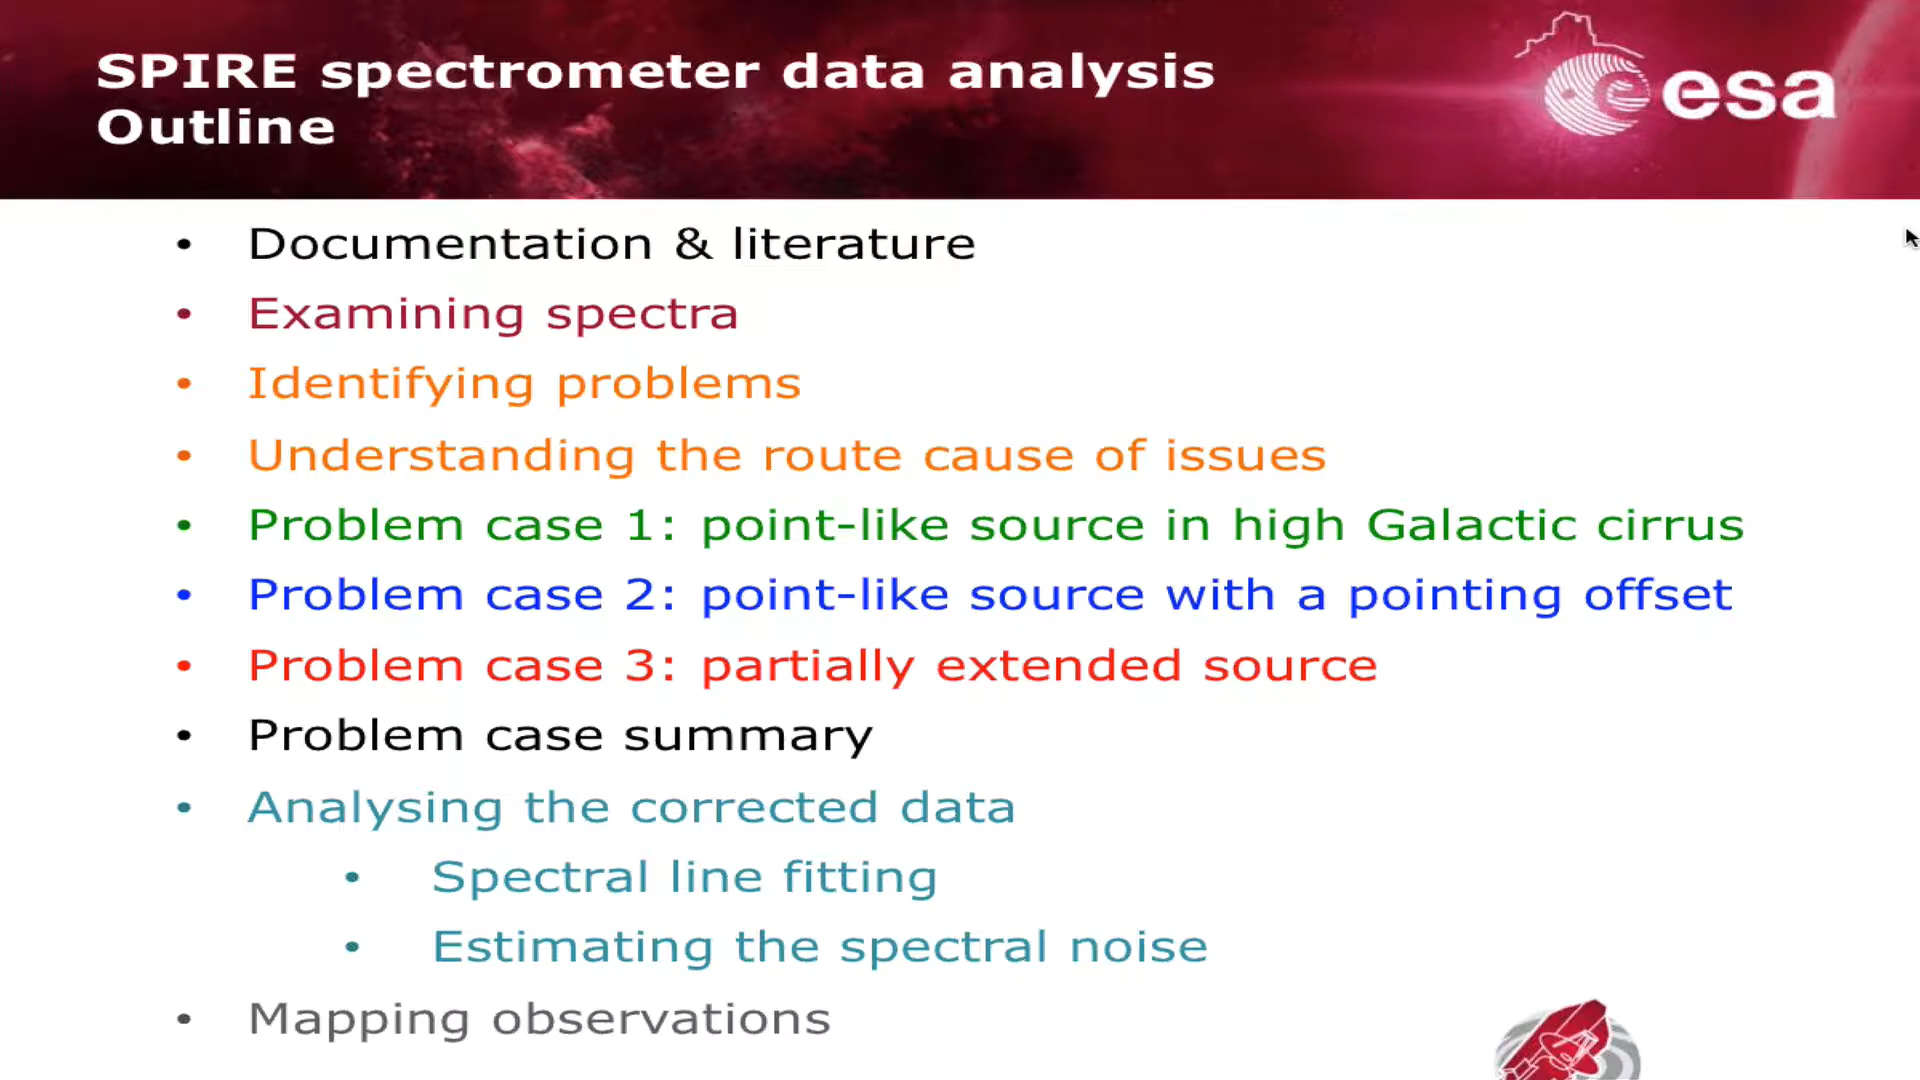 SPIRE spectrometer data analysis
Outline
esa
• Documentation & literature
• Examining spectra
• Identifying problems
• Understanding the route cause of issues
• Problem case 1: point-like source in high Galactic cirrus
• Problem case 2: point-like source with a pointing offset
• Problem case 3: partially extended source
• Problem case summary
• Analysing the corrected data
• Spectral line fitting
• Estimating the spectral noise
• Mapping observations